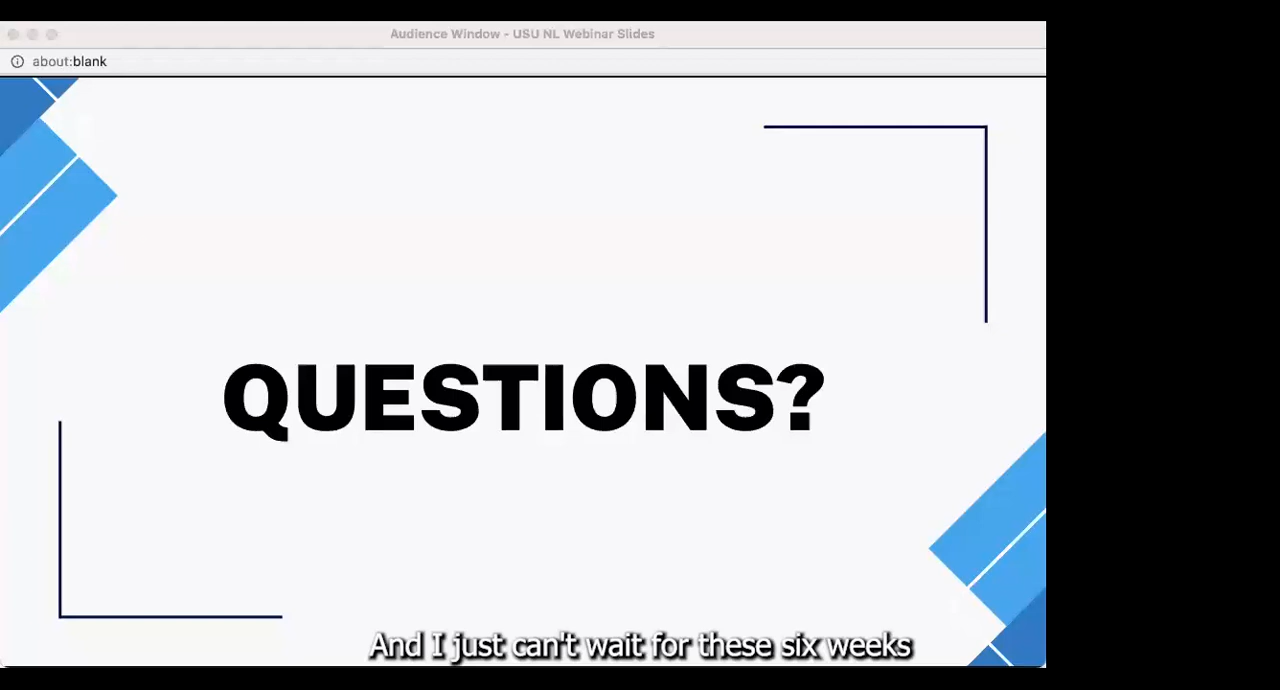 Audience Window - USU NL Webinar Slides
about:blank
QUESTIONS?
And I just can't wait for these six weeks